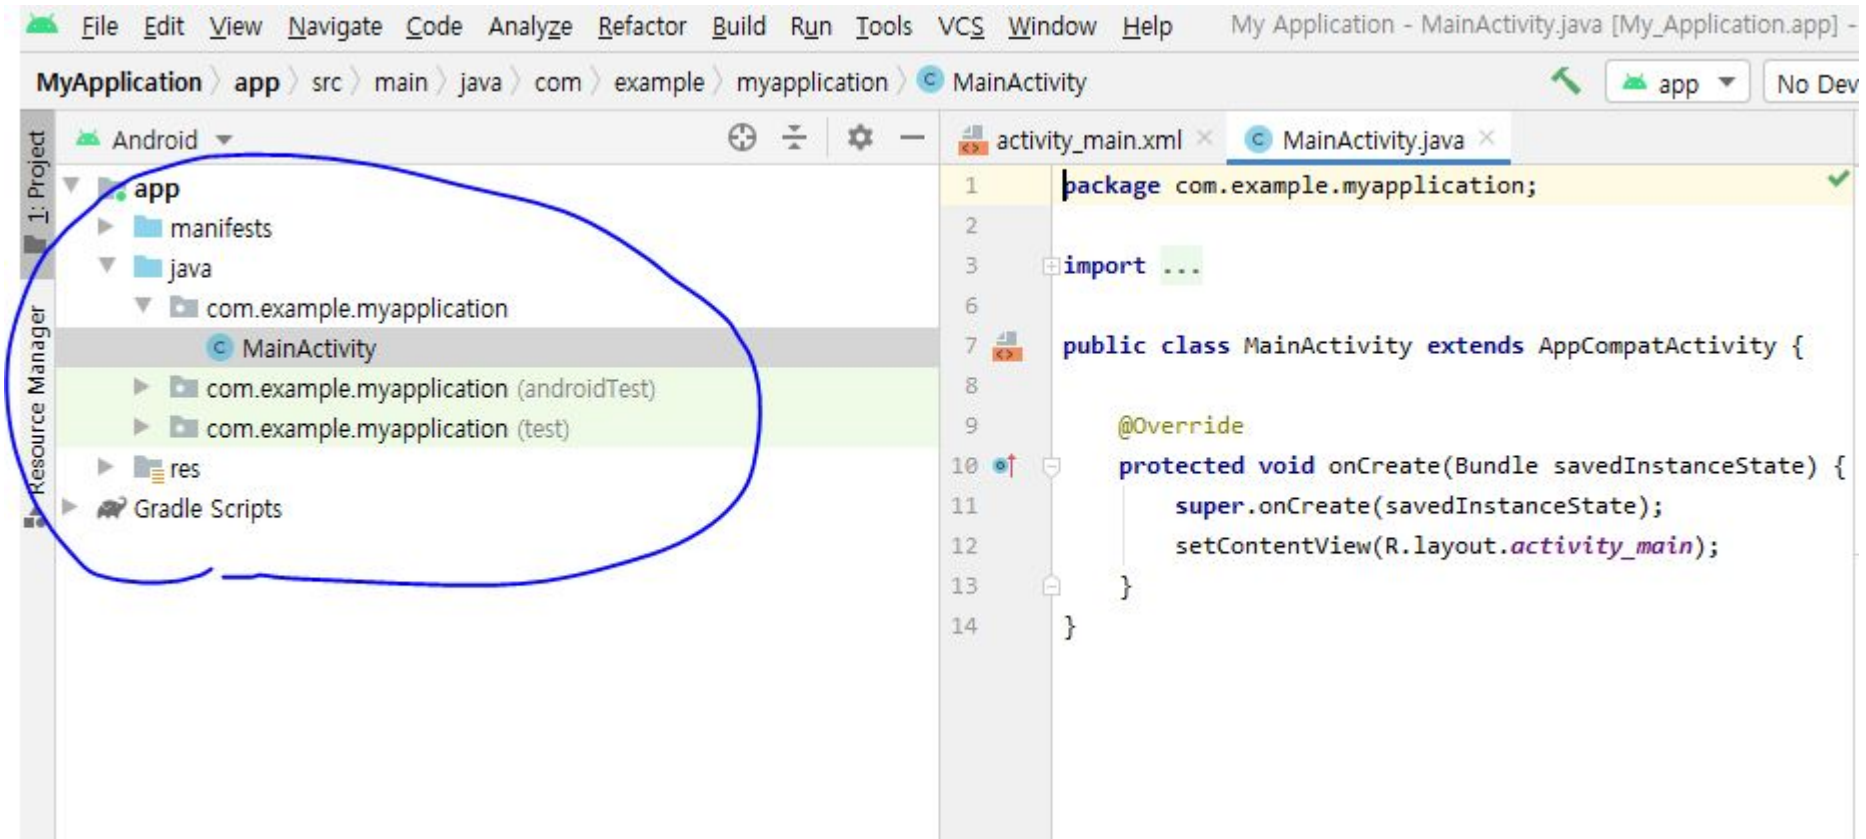 File Edit View Navigate Code Analyze Refactor Build Run Tools VCS Window Help My Application - MainActivity.java [My_Application.app] -
MyApplication app src main java com example myapplication MainActivity app No Dev
1: Project
Resource Manager
Android
app
manifests
java
com.example.myapplication
MainActivity
com.example.myapplication (androidTest)
com.example.myapplication (test)
res
Gradle Scripts
activity_main.xml MainActivity.java
1 package com.example.myapplication;
2
3 import ...
6
7 public class MainActivity extends AppCompatActivity {
8
9 @Override
10 protected void onCreate(Bundle savedInstanceState) {
11 super.onCreate(savedInstanceState);
12 setContentView(R.layout.activity_main);
13 }
14 }